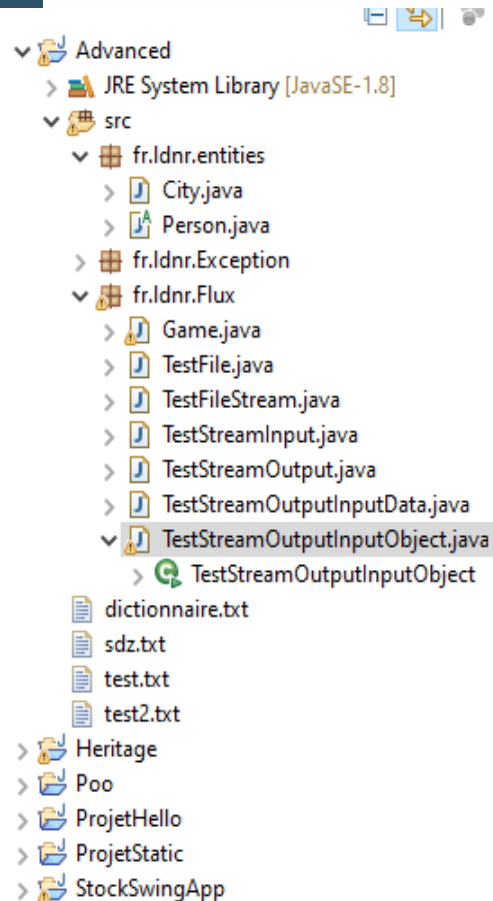 Advanced
JRE System Library [JavaSE-1.8]
src
fr.ldnr.entities
City.java
Person.java
fr.ldnr.Exception
fr.ldnr.Flux
Game.java
TestFile.java
TestFileStream.java
TestStreamInput.java
TestStreamOutput.java
TestStreamOutputInputData.java
TestStreamOutputInputObject.java
TestStreamOutputInputObject
dictionnaire.txt
sdz.txt
test.txt
test2.txt
Heritage
Poo
ProjetHello
ProjetStatic
StockSwingApp